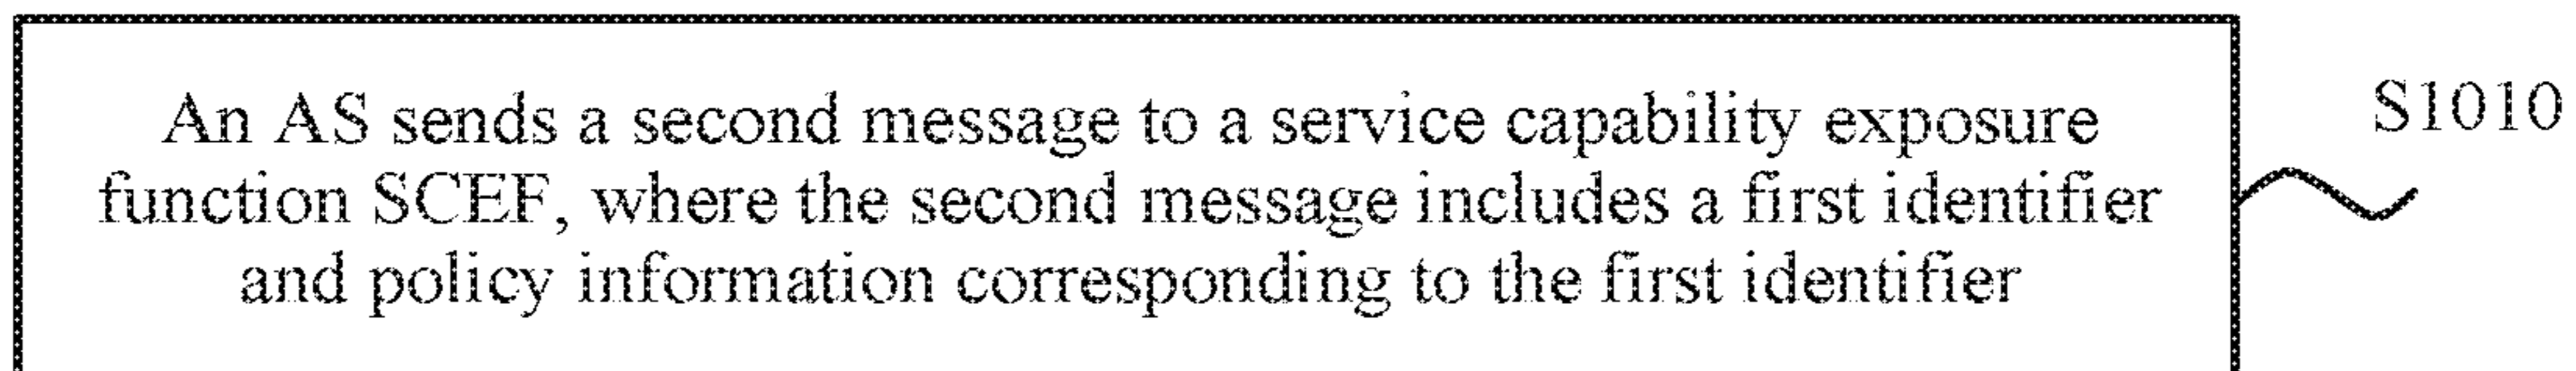 An AS sends a second message to a service capability exposure
function SCEF, where the second message includes a first identifier
and policy information corresponding to the first identifier
S1010